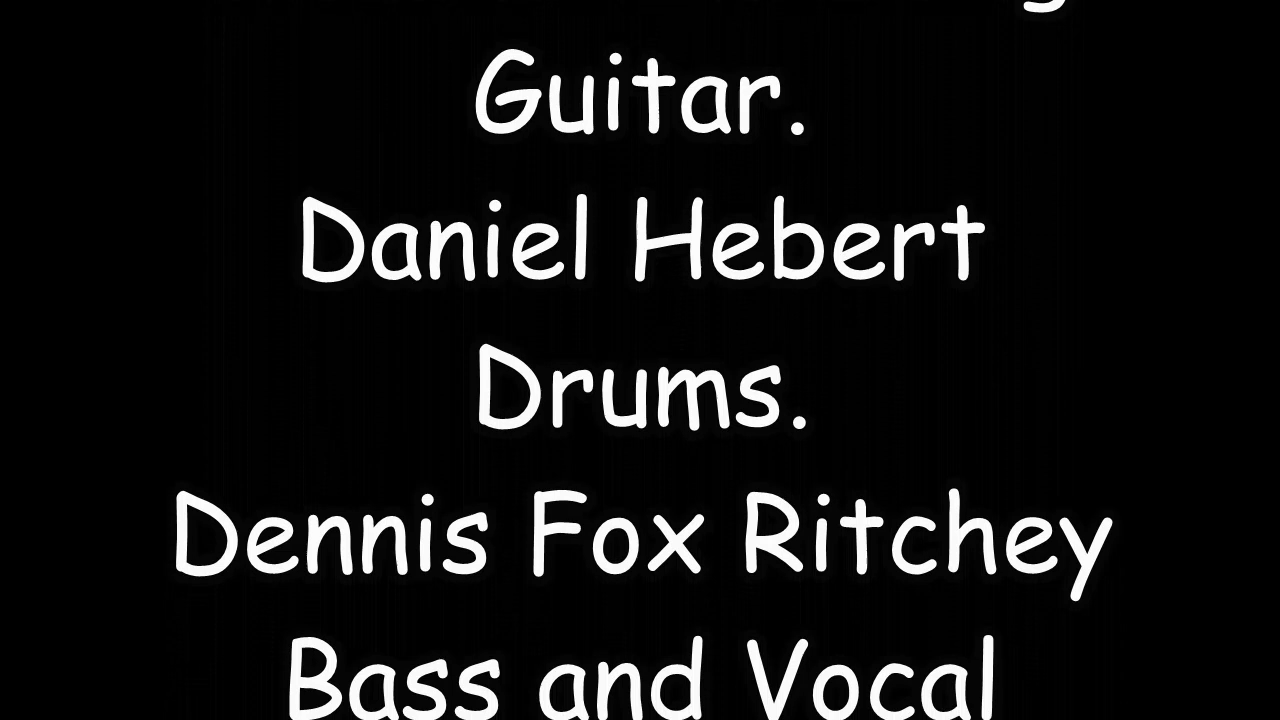 Guitar.
Daniel Hebert
Drums.
Dennis Fox Ritchey
Bass and Vocal